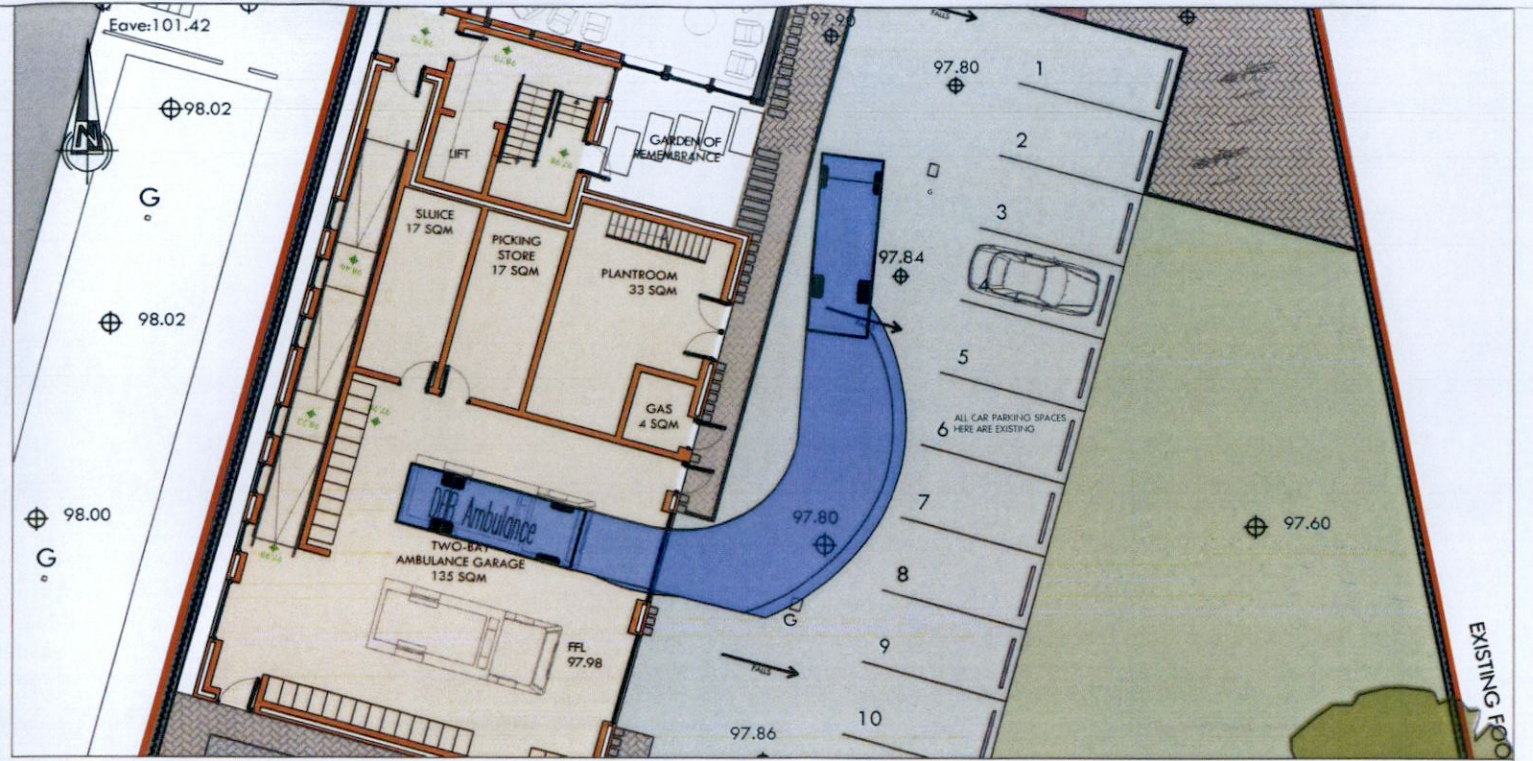 Eave:101.42
98.02
N
G
98.02
98.00
G
LIFT
GARDEN OF
REMEMBRANCE
SLUICE
17 SQM
PICKING
STORE
17 SQM
PLANTROOM
33 SQM
GAS
4 SQM
DBR Ambulance
TWO-BAY
AMBULANCE GARAGE
135 SQM
FFL
97.98
97.90
FALLS
97.80
97.84
97.80
G
FALLS
97.86
1
2
3
4
5
6
ALL CAR PARKING SPACES
HERE ARE EXISTING
7
8
9
10
97.60
EXISTING FOO